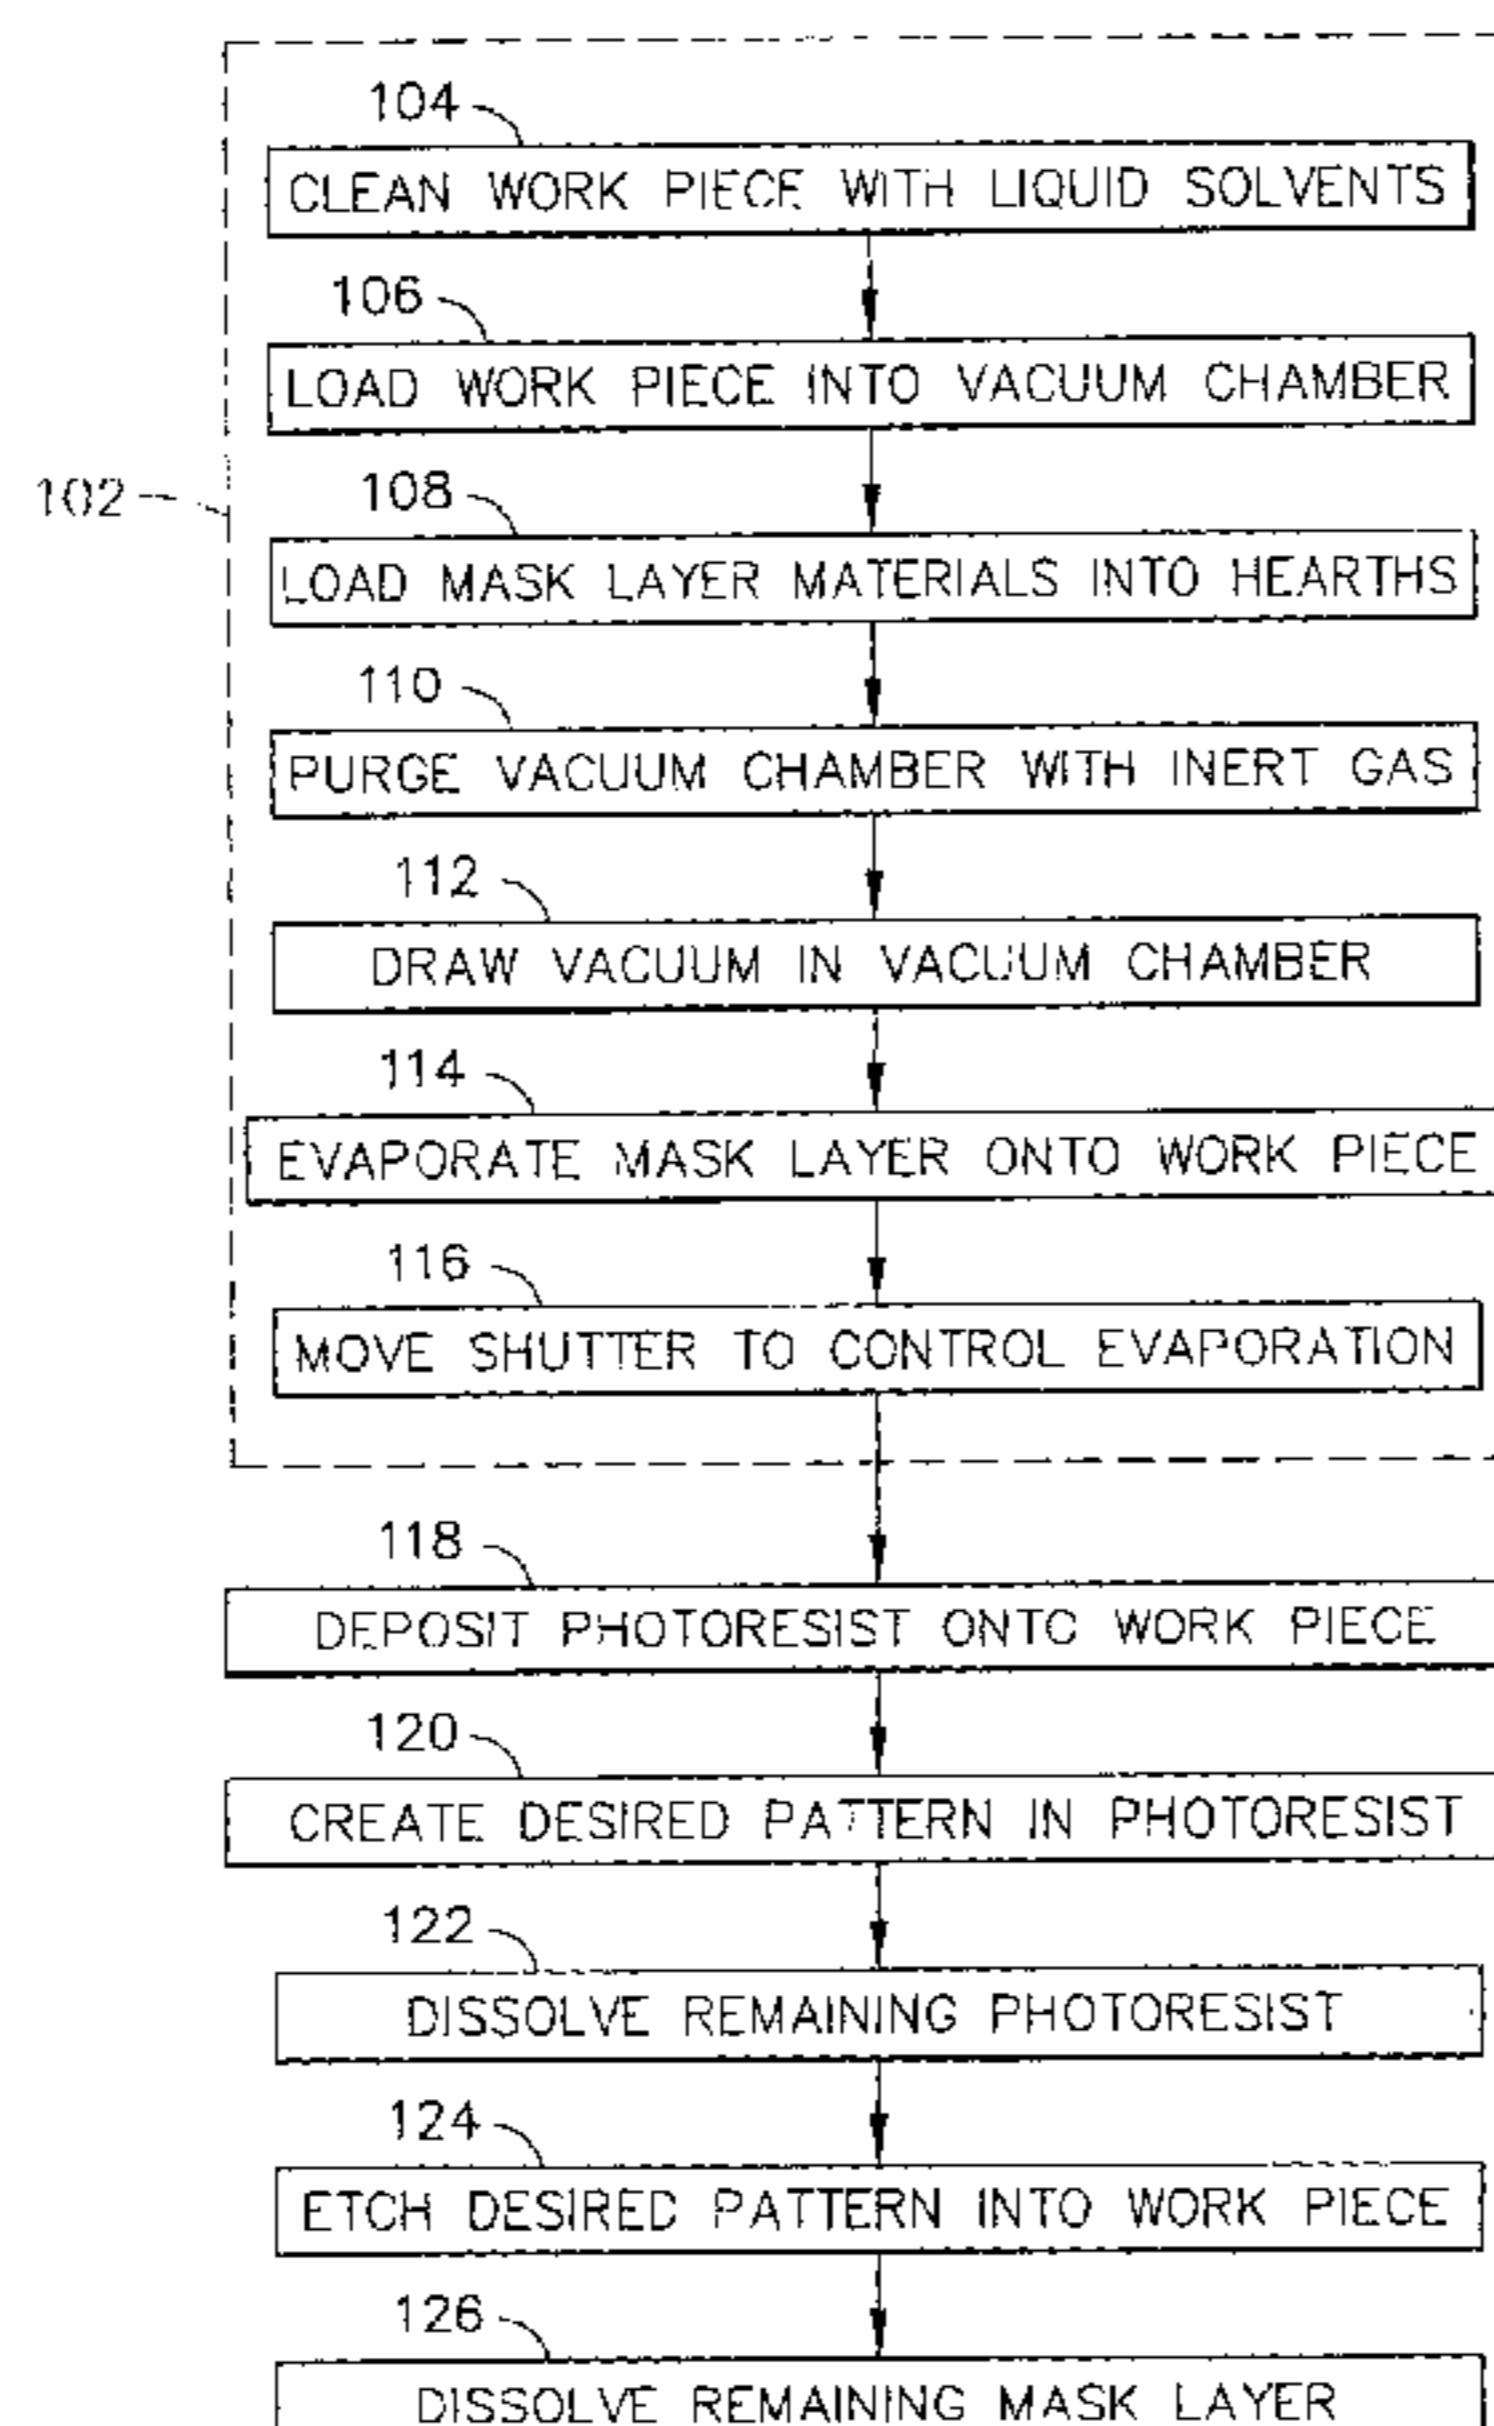 104
CLEAN WORK PIECE WITH LIQUID SOLVENTS
106
LOAD WORK PIECE INTO VACUUM CHAMBER
102
108
LOAD MASK LAYER MATERIALS INTO HEARTHS
110
PURGE VACUUM CHAMBER WITH INERT GAS
112
DRAW VACUUM IN VACUUM CHAMBER
114
EVAPORATE MASK LAYER ONTO WORK PIECE
116
MOVE SHUTTER TO CONTROL EVAPORATION
118
DEPOSIT PHOTORESIST ONTO WORK PIECE
120
CREATE DESIRED PATTERN IN PHOTORESIST
122
DISSOLVE REMAINING PHOTORESIST
124
ETCH DESIRED PATTERN INTO WORK PIECE
126
DISSOLVE REMAINING MASK LAYER